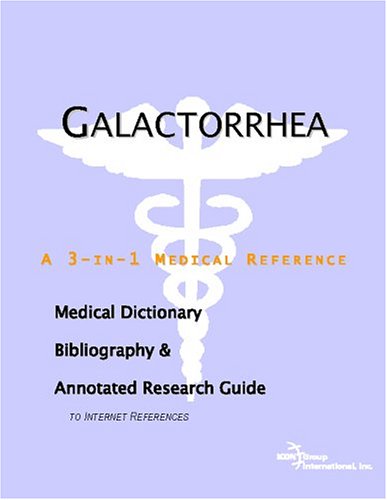 GALACTORRHEA
A 3-IN-1 MEDICAL REFERENCE
Medical Dictionary
Bibliography &
Annotated Research Guide
TO INTERNET REFERENCES
ICON Group
International, Inc.